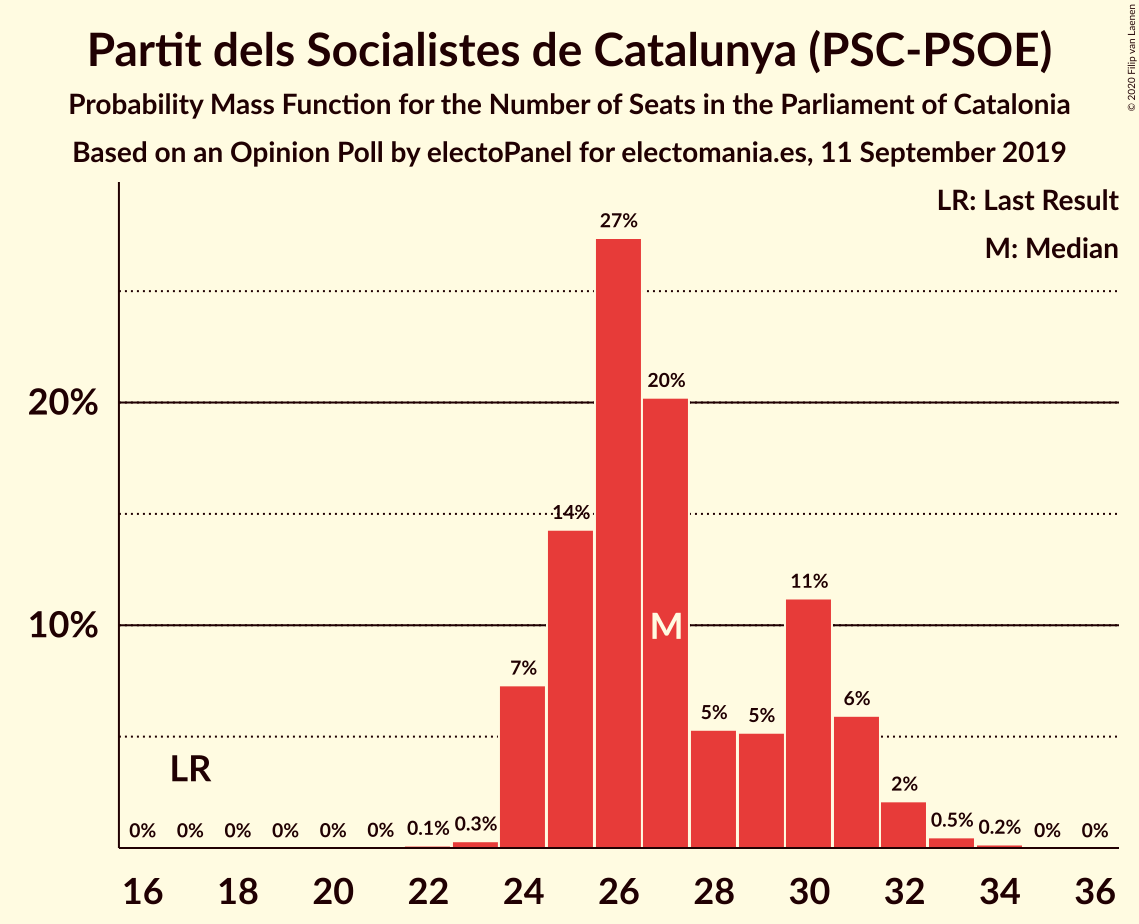 Partit dels Socialistes de Catalunya (PSC-PSOE)
Probability Mass Function for the Number of Seats in the Parliament of Catalonia
Based on an Opinion Poll by electoPanel for electomania.es, 11 September 2019
© 2020 Filip van Laenen
LR: Last Result
M: Median
27%
20%
20%
14%
11%
10%
M
7%
6%
5%
5%
LR
2%
0%
0%
0%
0%
0%
0%
0.1%
0.3%
0.5%
0.2%
0%
0%
16 18 20 22 24 26 28 30 32 34 36